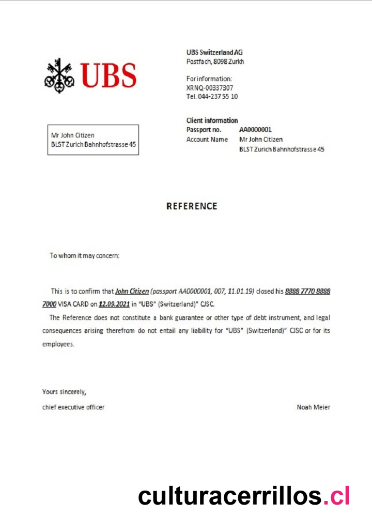 UBS
UBS Switzerland AG
Postfach, 8098 Zurich
For information:
XRNQ-00337307
Tel. 044-237 55 10
Client information
Passport no. AA0000001
Account Name Mr John Citizen
BLST Zurich Bahnhofstrasse 45
Mr John Citizen
BLST Zurich Bahnhofstrasse 45
REFERENCE
To whom it may concern:
This is to confirm that John Citizen (passport AA0000001, 007, 11.01.19) closed his 8888 7770 8888
7000 VISA CARD on 12.05.2021 in "UBS" (Switzerland)" CJSC.
The Reference does not constitute a bank guarantee or other type of debt instrument, and legal
consequences arising therefrom do not entail any liability for "UBS" (Switzerland)" CJSC or for its
employees.
Yours sincerely,
chief executive officer Noah Meier
culturacerrillos.cl